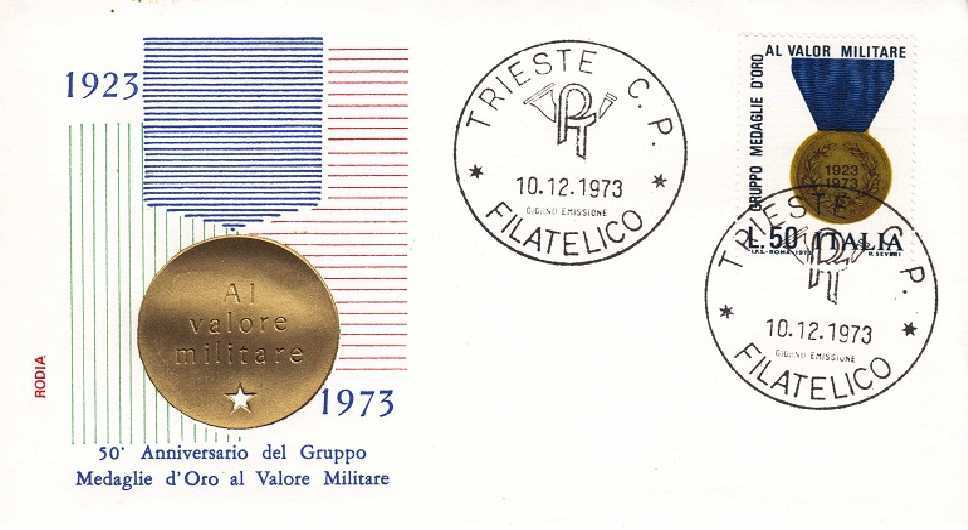 1923
Al
valore
militare
1973
RODIA
50° Anniversario del Gruppo
Medaglie d'Oro al Valore Militare
TRIESTE C. P.
10.12.1973
GIORNO EMISSIONE
FILATELICO
AL VALOR MILITARE
GRUPPO MEDAGLIE D'ORO
1923
1973
L.50 ITALIA
TRIESTE C. P.
10.12.1973
GIORNO EMISSIONE
FILATELICO